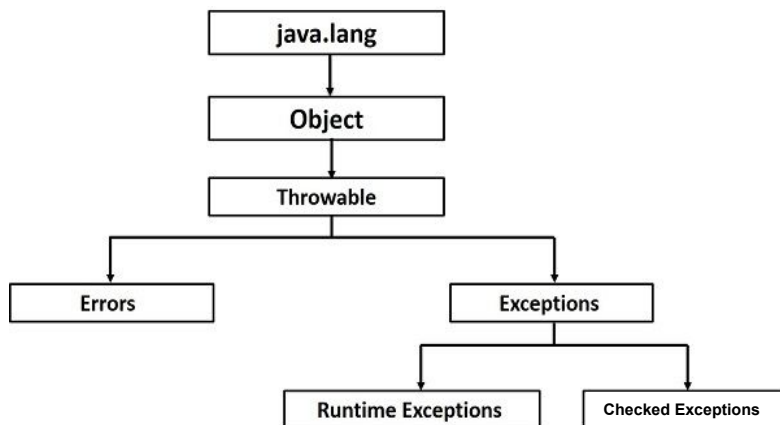 java.lang
Object
Throwable
Errors
Exceptions
Runtime Exceptions
Checked Exceptions